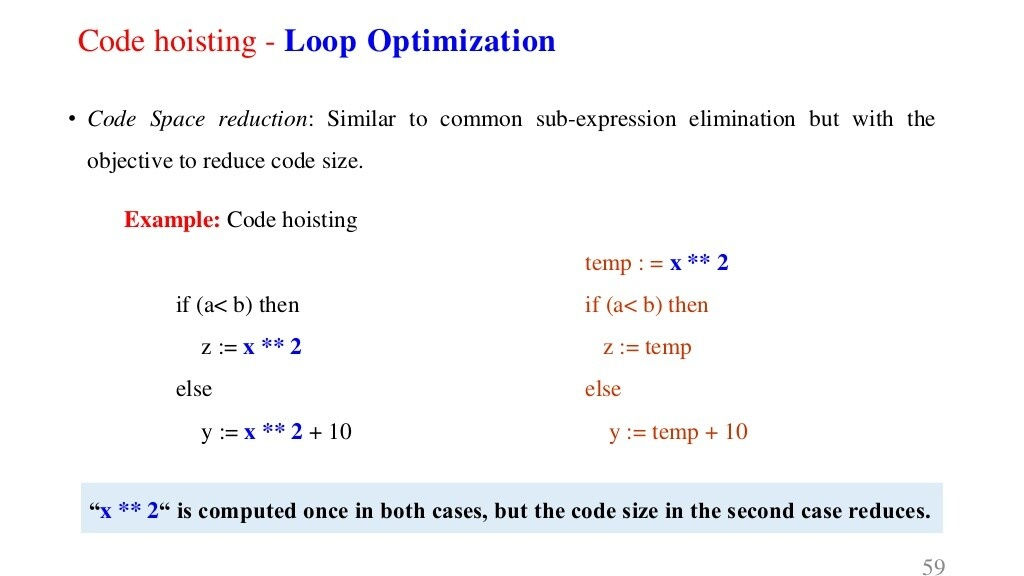 Code hoisting - Loop Optimization
• Code Space reduction: Similar to common sub-expression elimination but with the
objective to reduce code size.
Example: Code hoisting
if (a< b) then
z := x ** 2
else
y := x ** 2 + 10
temp : = x ** 2
if (a< b) then
z := temp
else
y := temp + 10
“x ** 2“ is computed once in both cases, but the code size in the second case reduces.
59